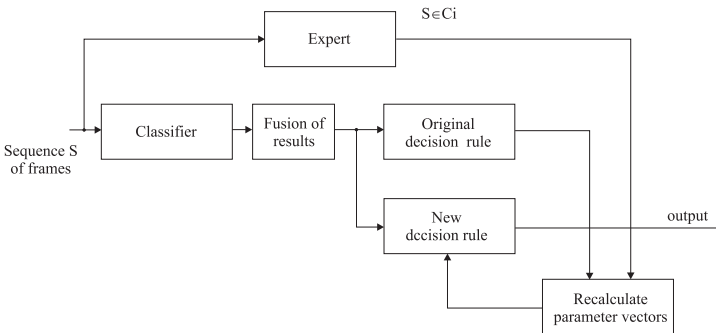 S∈Ci
Expert
Classifier
Fusion of
results
Original
decision rule
Sequence S
of frames
New
dccision rule
output
Recalculate
parameter vectors